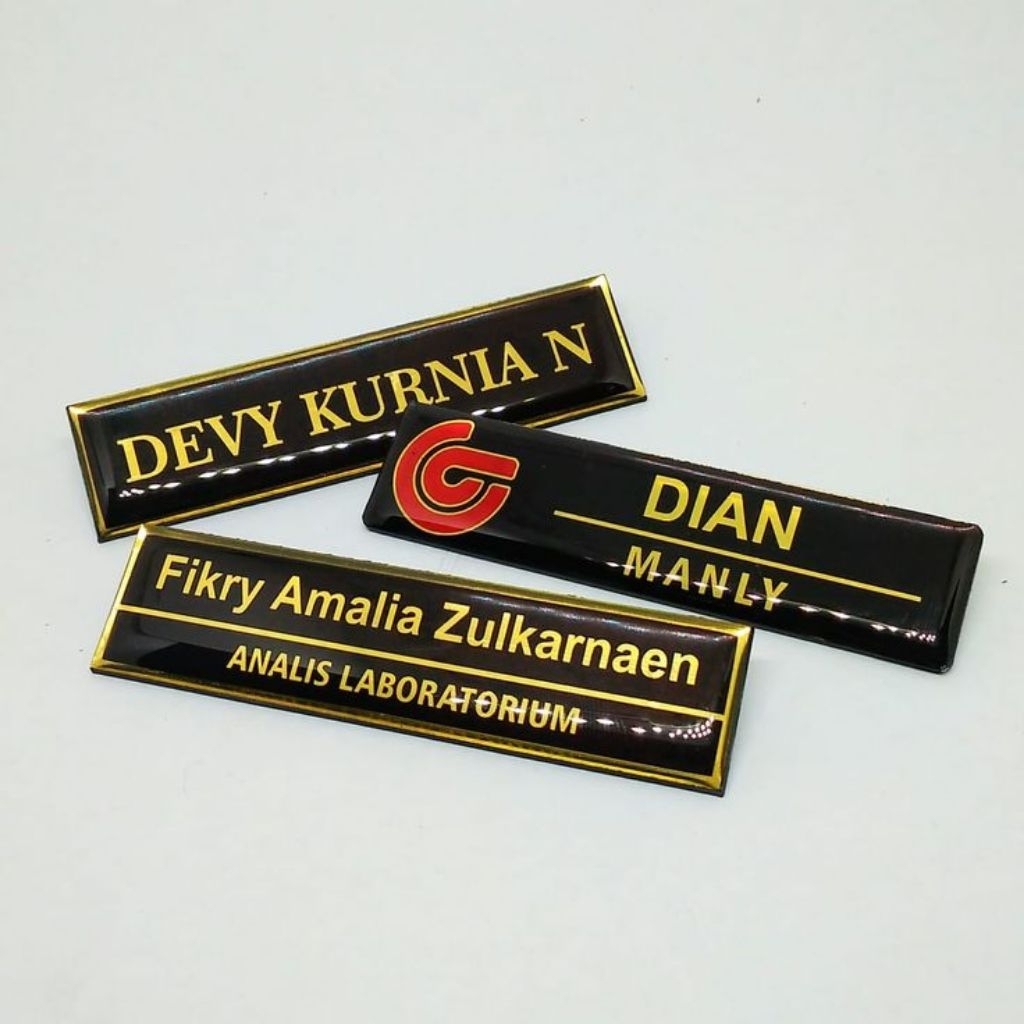 DEVY KURNIA N
DIAN
MANLY
Fikry Amalia Zulkarnaen
ANALIS LABORATORIUM